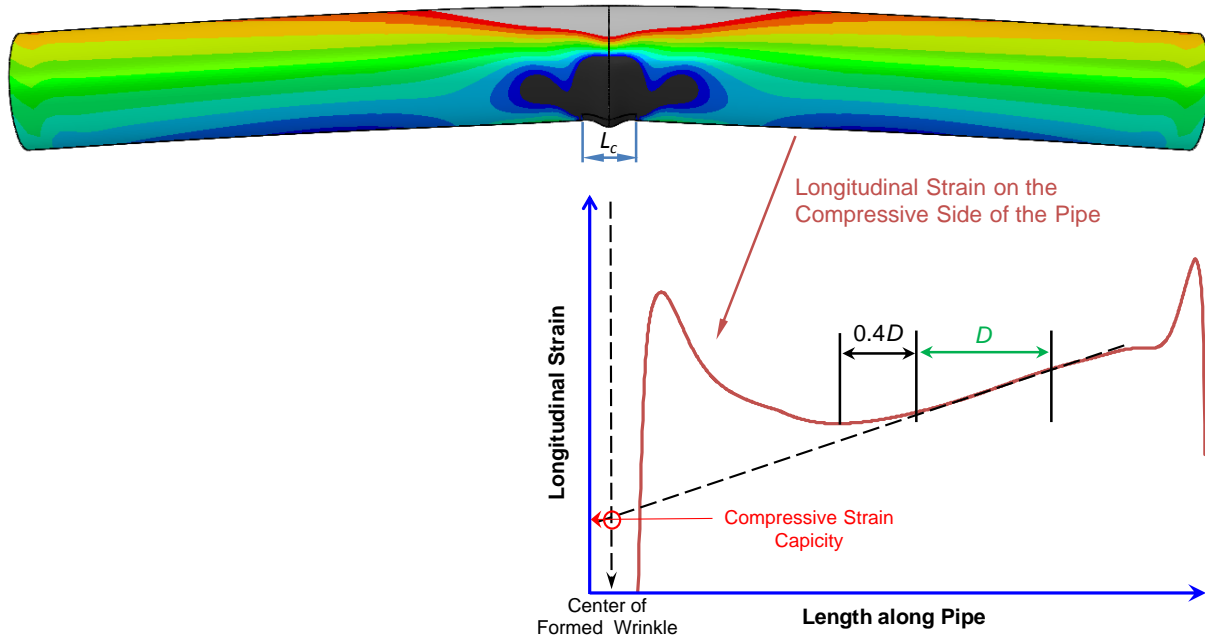 Lc
Longitudinal Strain on the
Compressive Side of the Pipe
0.4D
D
Longitudinal Strain
Compressive Strain
Capicity
Center of
Formed Wrinkle
Length along Pipe